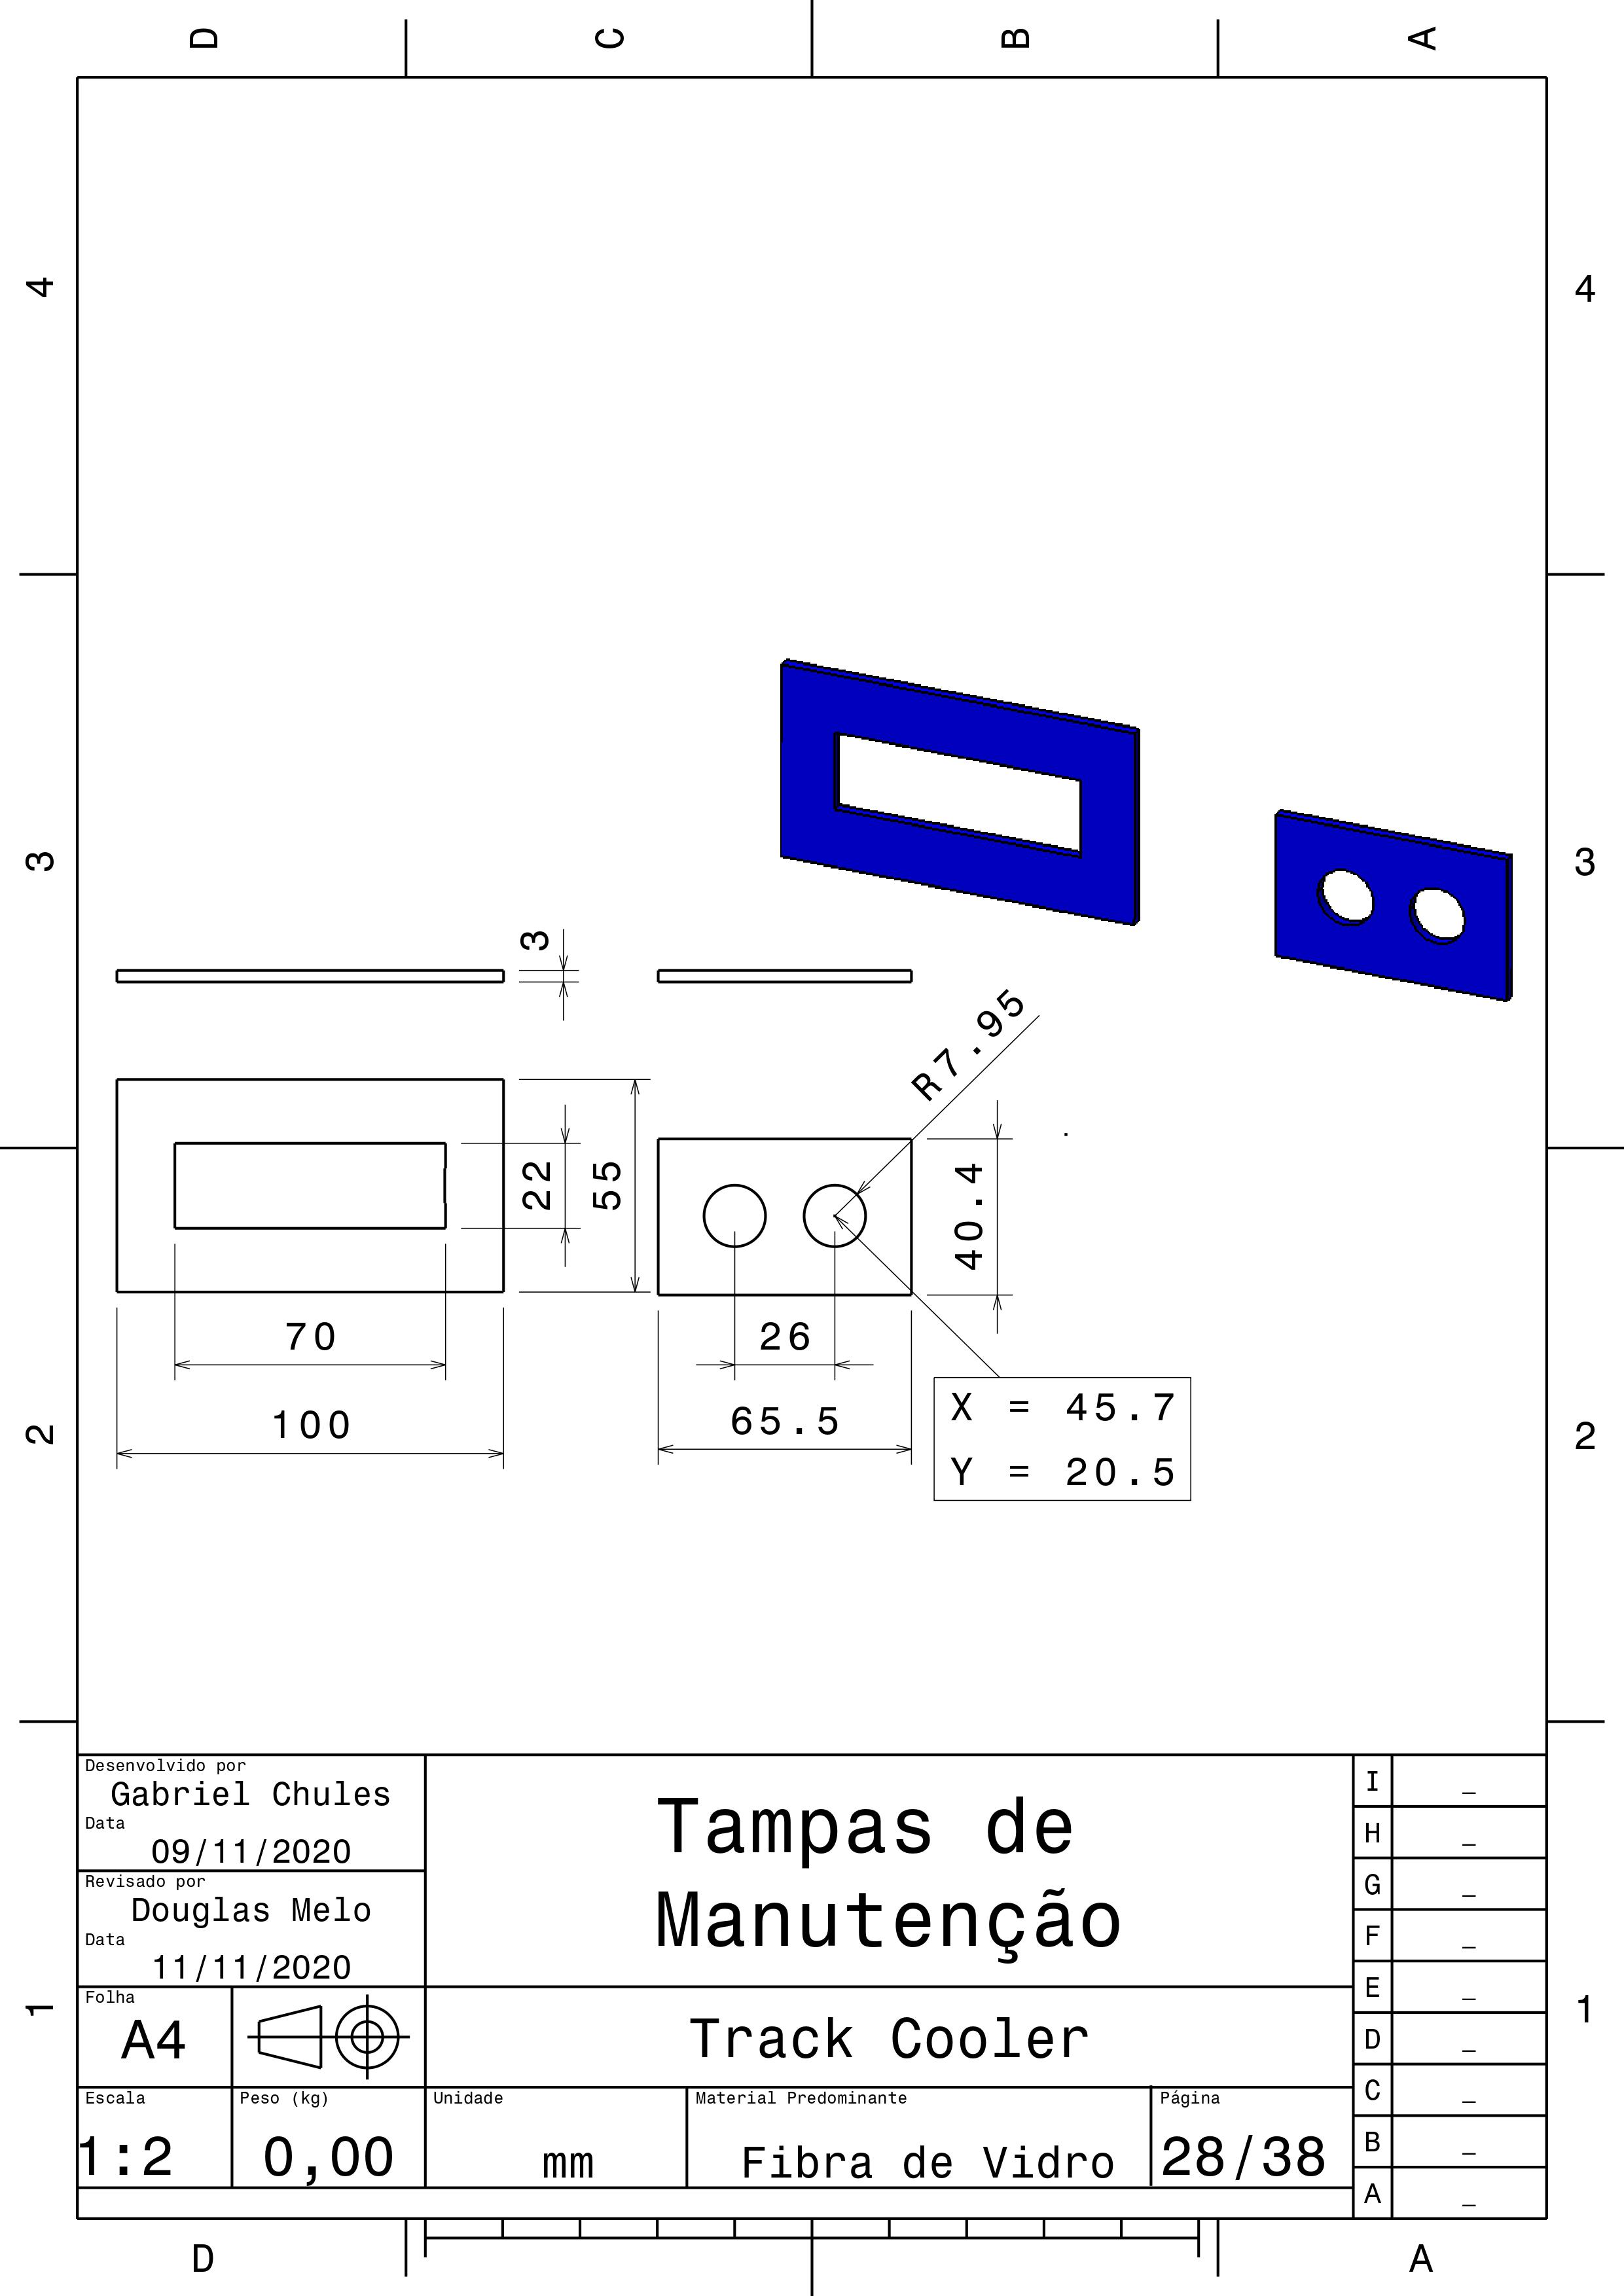 D C B A
4 4
3 3
3
R7.95
22
55
40.4
70
26
100
65.5
X = 45.7
Y = 20.5
2 2
Desenvolvido por
Gabriel Chules
Data
09/11/2020
Revisado por
Douglas Melo
Data
11/11/2020
Tampas de
Manutenção
Folha
A4
Track Cooler
Escala
1:2
Peso (kg)
0,00
Unidade
mm
Material Predominante
Fibra de Vidro
Página
28/38
I _
H _
G _
F _
E _
D _
C _
B _
A _
1 1
D A